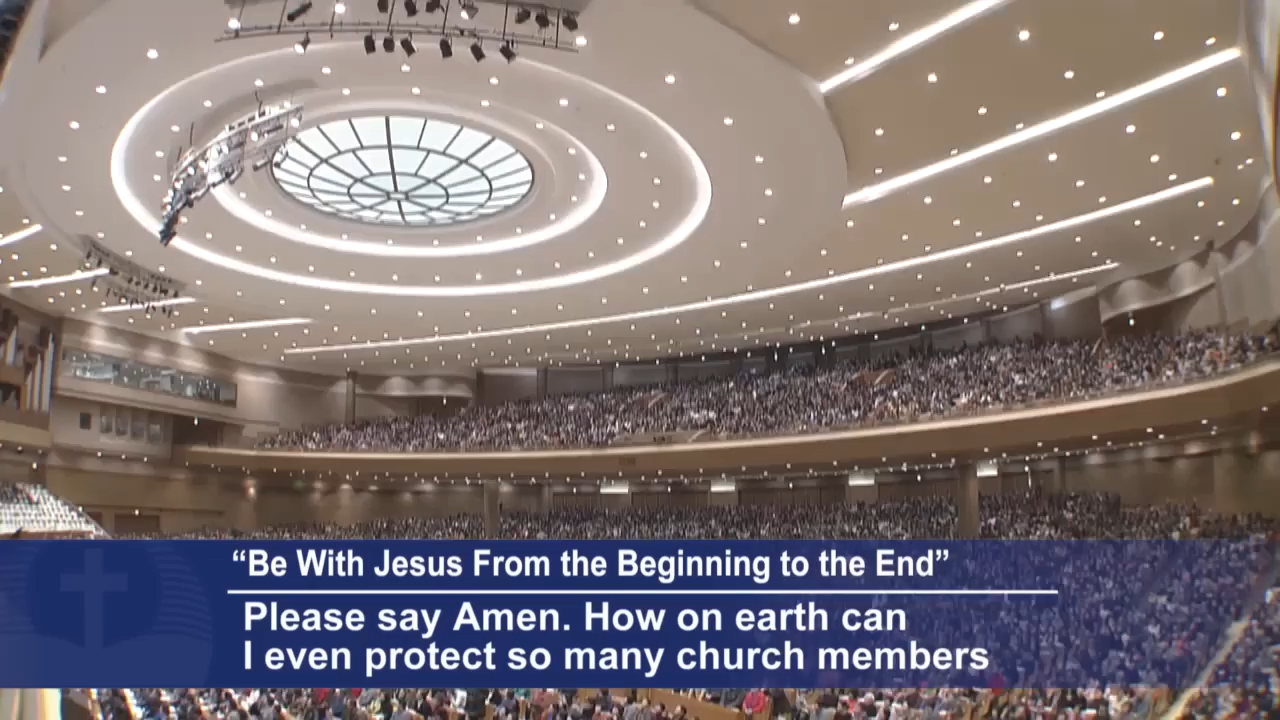 “Be With Jesus From the Beginning to the End”
Please say Amen. How on earth can
I even protect so many church members